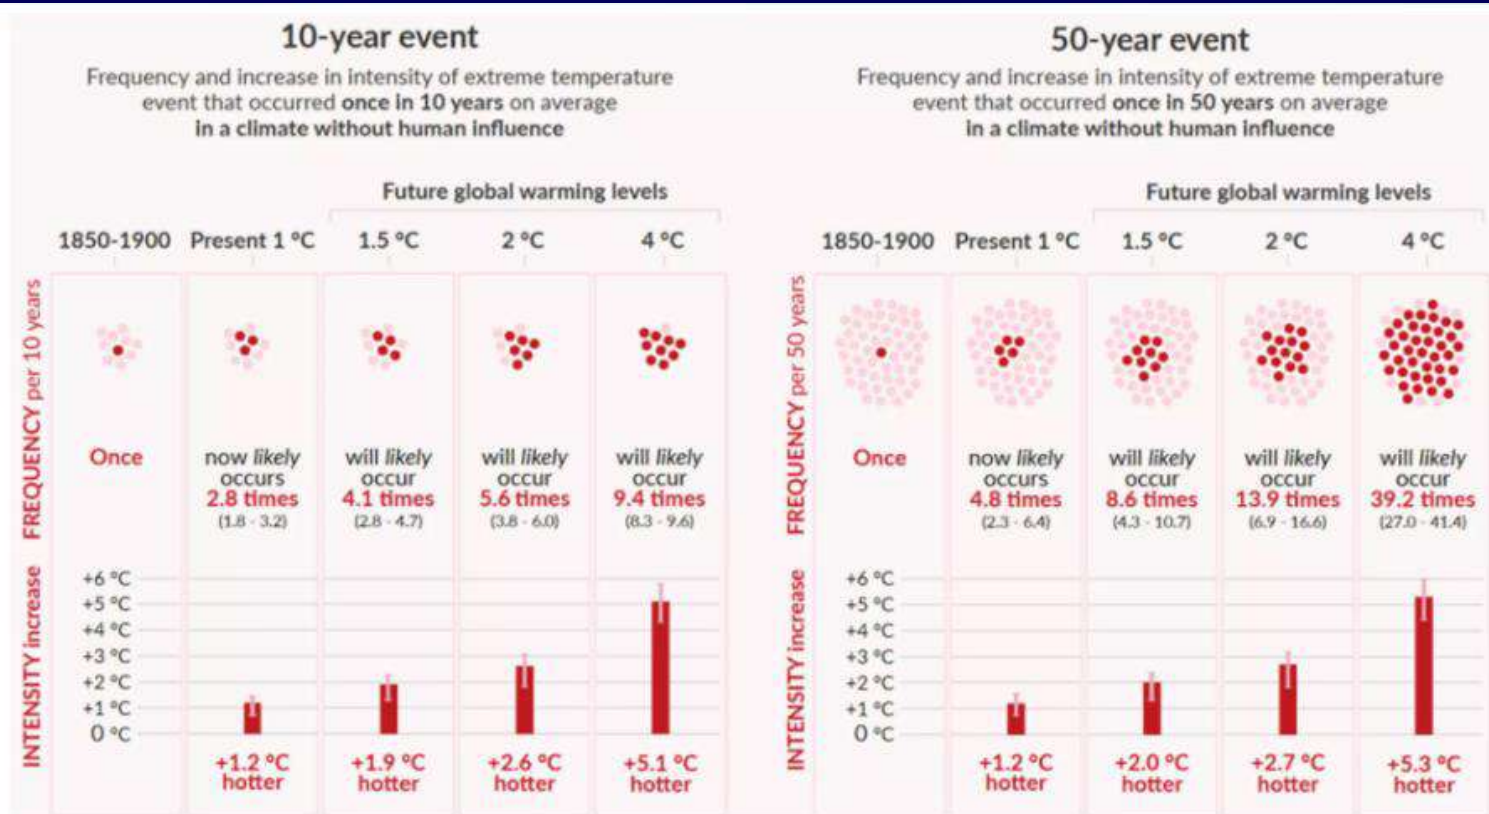 10-year event
Frequency and increase in intensity of extreme temperature
event that occurred once in 10 years on average
in a climate without human influence
Future global warming levels
1850-1900 Present 1 °C 1.5 °C 2 °C 4 °C
FREQUENCY per 10 years
Once
now likely
occurs
2.8 times
(1.8 - 3.2)
will likely
occur
4.1 times
(2.8 - 4.7)
will likely
occur
5.6 times
(3.8 - 6.0)
will likely
occur
9.4 times
(8.3 - 9.6)
INTENSITY increase
+6 °C
+5 °C
+4 °C
+3 °C
+2 °C
+1 °C
0 °C
+1.2 °C
hotter
+1.9 °C
hotter
+2.6 °C
hotter
+5.1 °C
hotter
50-year event
Frequency and increase in intensity of extreme temperature
event that occurred once in 50 years on average
in a climate without human influence
Future global warming levels
1850-1900 Present 1 °C 1.5 °C 2 °C 4 °C
FREQUENCY per 50 years
Once
now likely
occurs
4.8 times
(2.3 - 6.4)
will likely
occur
8.6 times
(4.3 - 10.7)
will likely
occur
13.9 times
(6.9 - 16.6)
will likely
occur
39.2 times
(27.0 - 41.4)
INTENSITY increase
+6 °C
+5 °C
+4 °C
+3 °C
+2 °C
+1 °C
0 °C
+1.2 °C
hotter
+2.0 °C
hotter
+2.7 °C
hotter
+5.3 °C
hotter